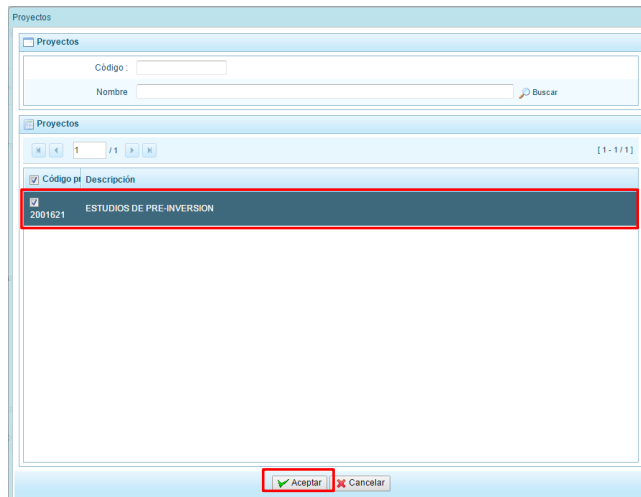 Proyectos
Proyectos
Código :
Nombre
Buscar
Proyectos
1 / 1
[ 1 - 1 / 1 ]
Código pr Descripción
2001621 ESTUDIOS DE PRE-INVERSION
Aceptar Cancelar